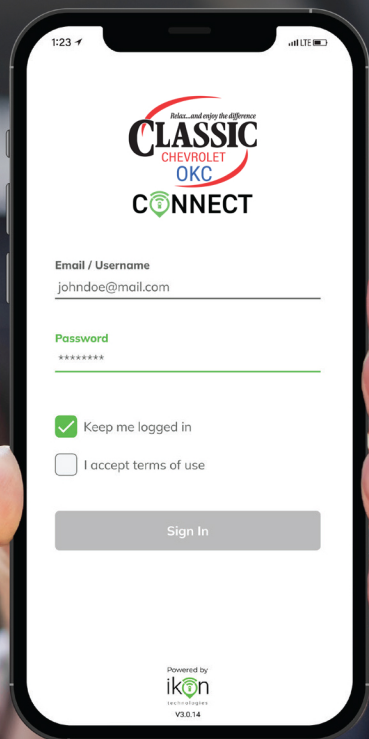 1:23
LTE
Relax...and enjoy the difference
CLASSIC
CHEVROLET
OKC
CONNECT
Email / Username
johndoe@mail.com
Password
********
Keep me logged in
I accept terms of use
Sign In
Powered by
ikon
technologies
V3.0.14